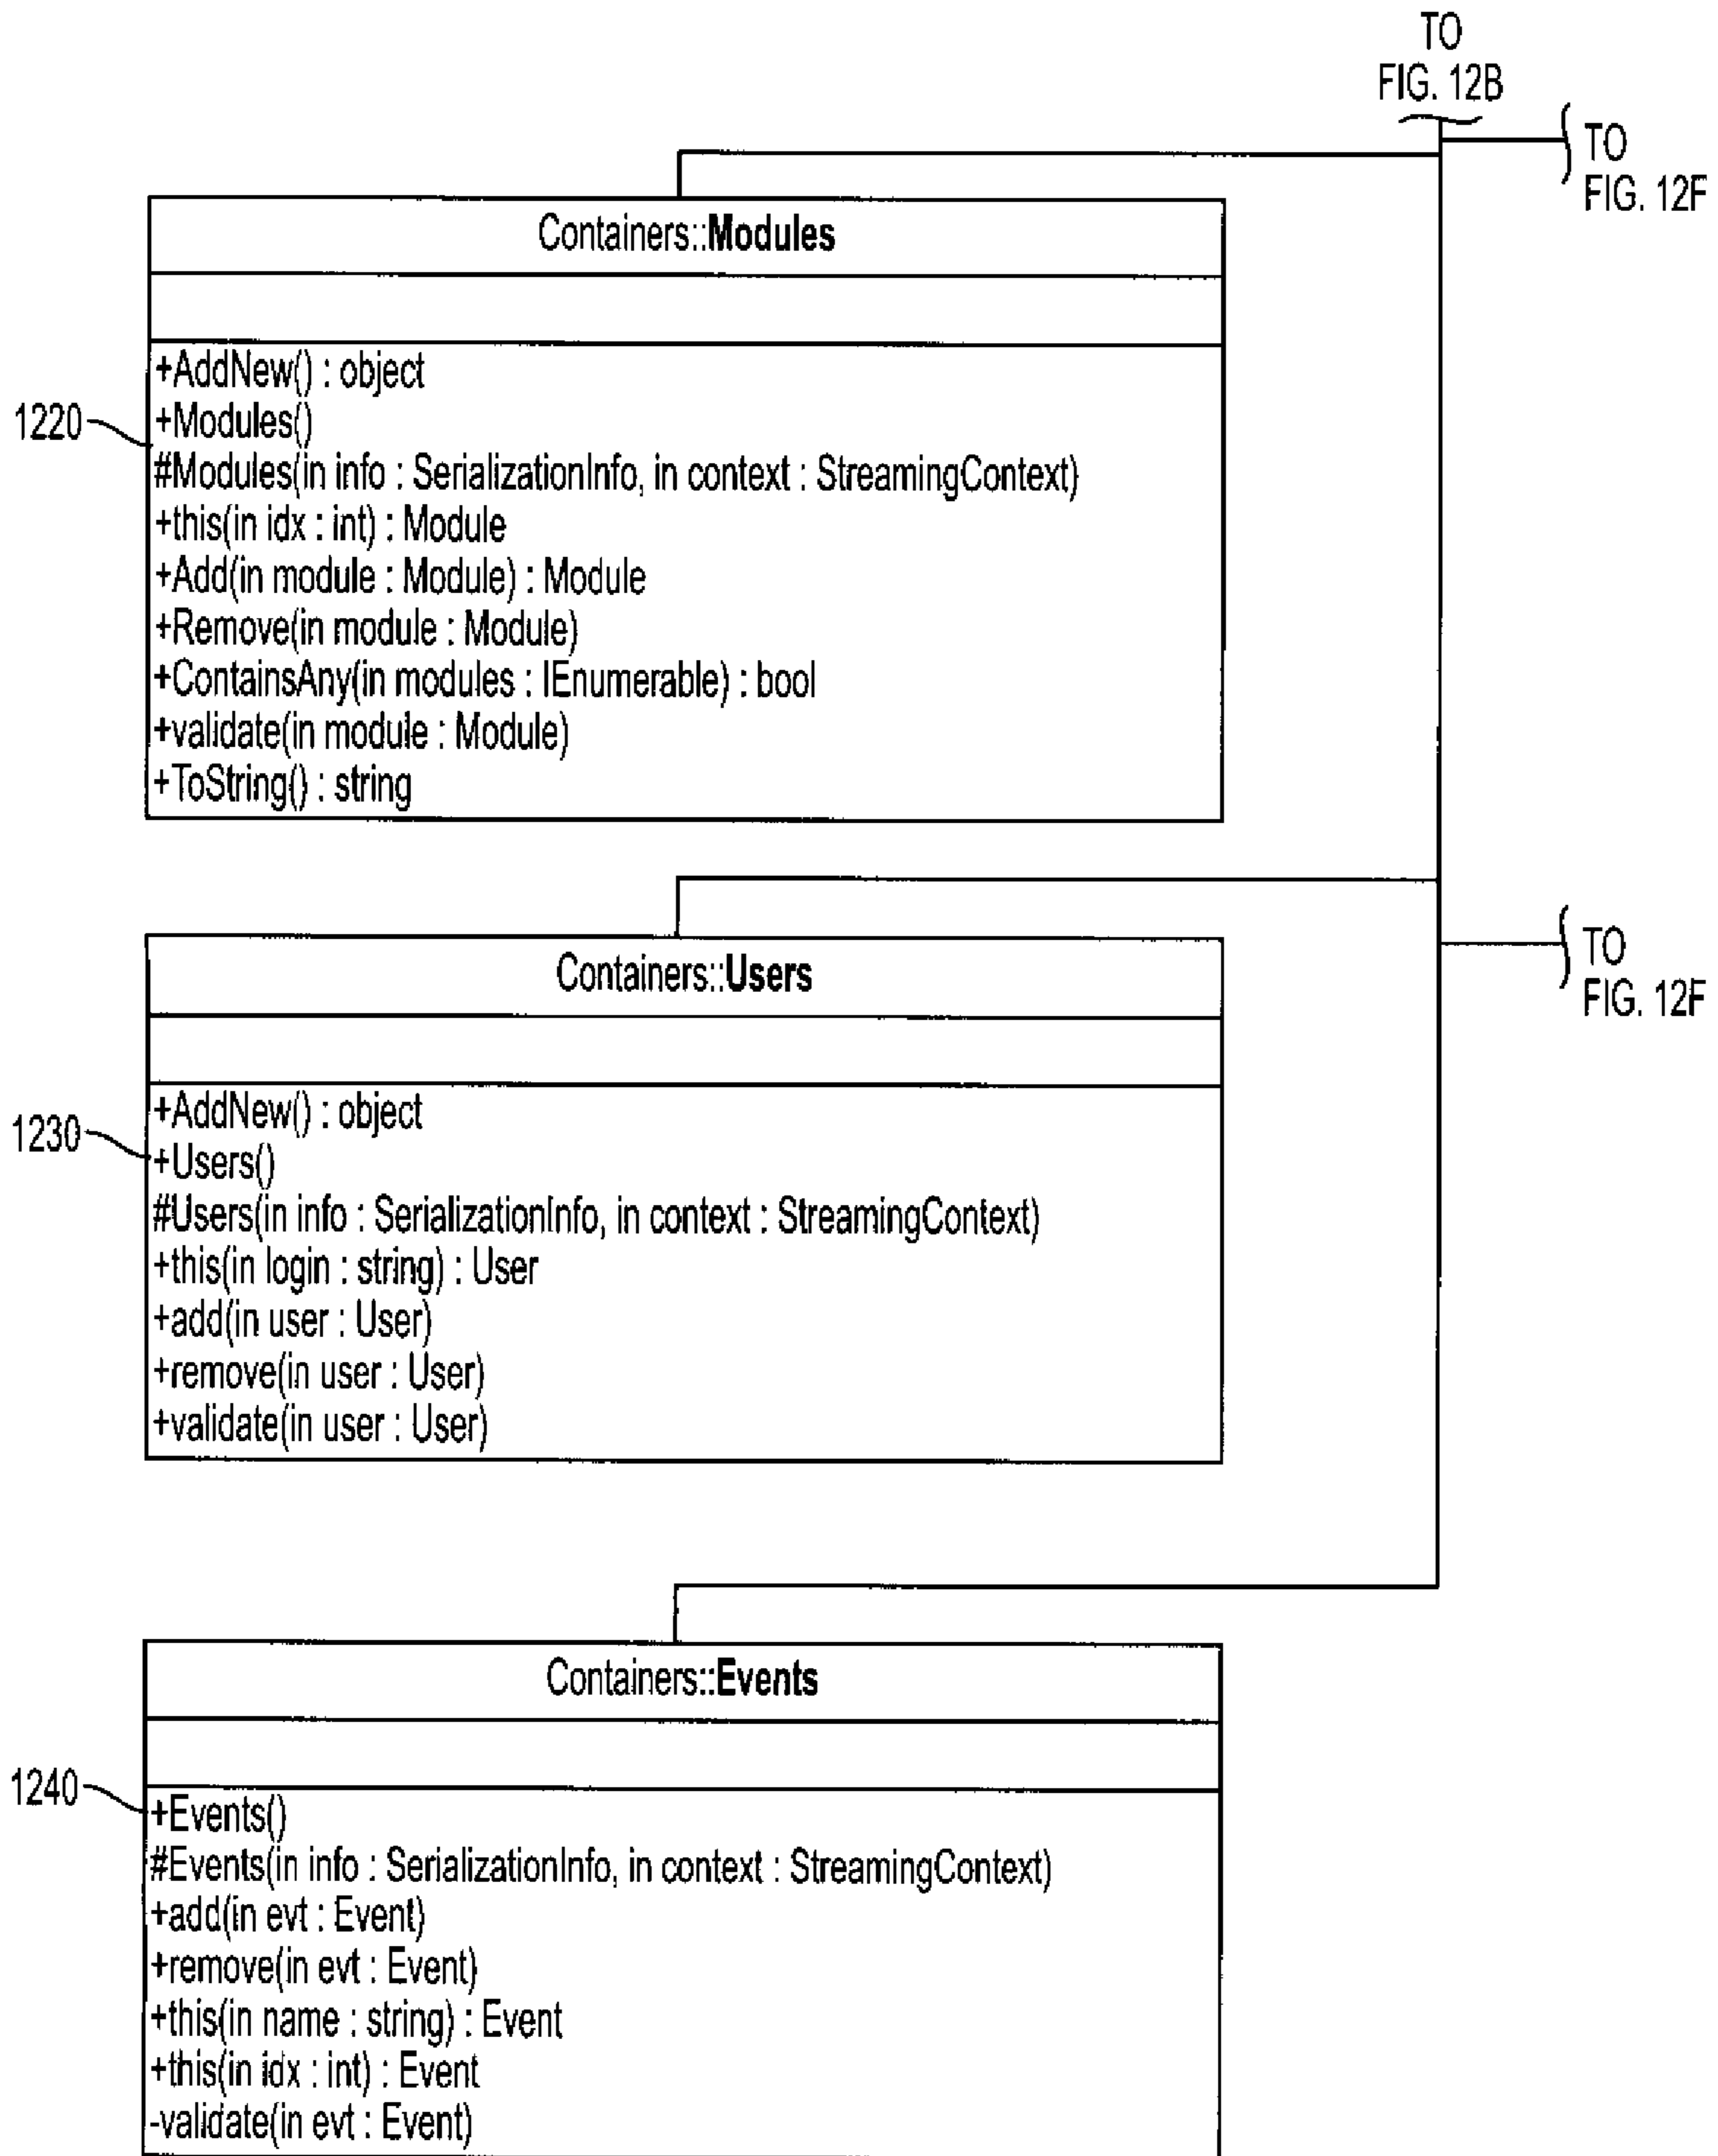 TO
FIG. 12B
TO
FIG. 12F
Containers::Modules
1220
+AddNew() : object
+Modules()
#Modules(in info : SerializationInfo, in context : StreamingContext)
+this(in idx : int) : Module
+Add(in module : Module) : Module
+Remove(in module : Module)
+ContainsAny(in modules : IEnumerable) : bool
+validate(in module : Module)
+ToString() : string
TO
FIG. 12F
Containers::Users
1230
+AddNew() : object
+Users()
#Users(in info : SerializationInfo, in context : StreamingContext)
+this(in login : string) : User
+add(in user : User)
+remove(in user : User)
+validate(in user : User)
Containers::Events
1240
+Events()
#Events(in info : SerializationInfo, in context : StreamingContext)
+add(in evt : Event)
+remove(in evt : Event)
+this(in name : string) : Event
+this(in idx : int) : Event
-validate(in evt : Event)